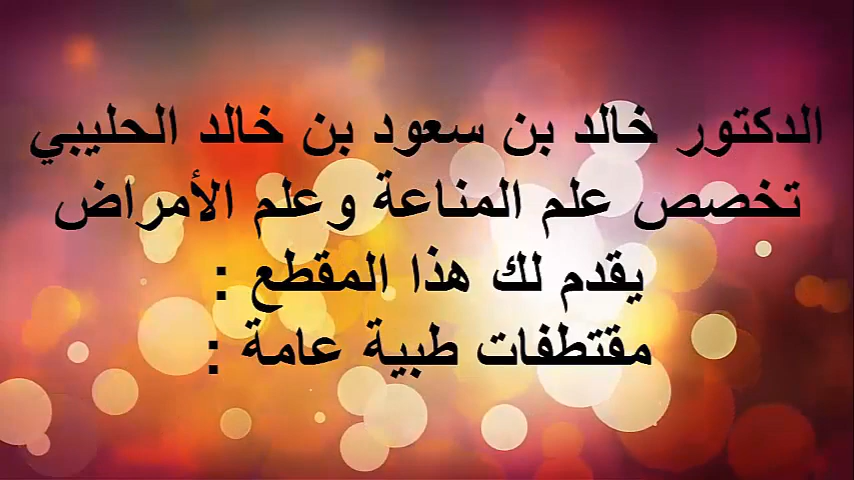 الدكتور خالد بن سعود بن خالد الحليبي
تخصص علم المناعة وعلم الأمراض
يقدم لك هذا المقطع :
مقتطفات طبية عامة :